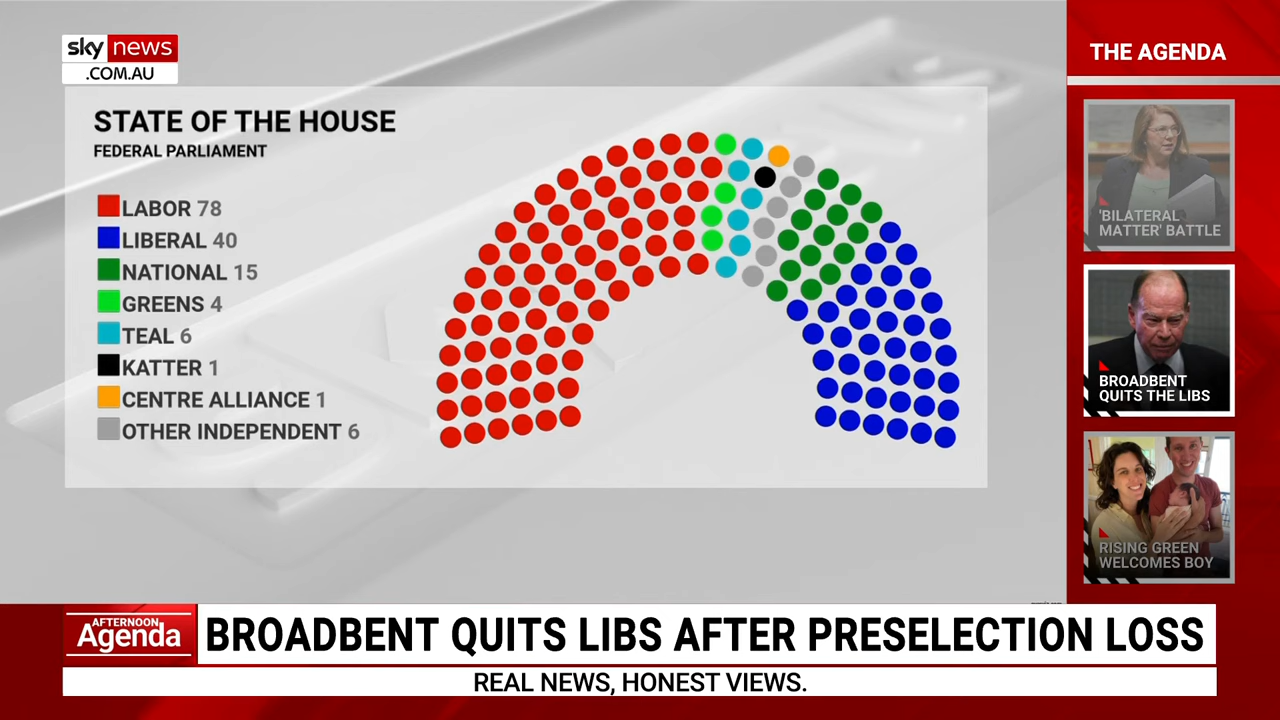 sky news
.COM.AU
STATE OF THE HOUSE
FEDERAL PARLIAMENT
LABOR 78
LIBERAL 40
NATIONAL 15
GREENS 4
TEAL 6
KATTER 1
CENTRE ALLIANCE 1
OTHER INDEPENDENT 6
THE AGENDA
'BILATERAL
MATTER' BATTLE
BROADBENT
QUITS THE LIBS
RISING GREEN
WELCOMES BOY
AFTERNOON
Agenda
BROADBENT QUITS LIBS AFTER PRESELECTION LOSS
REAL NEWS, HONEST VIEWS.